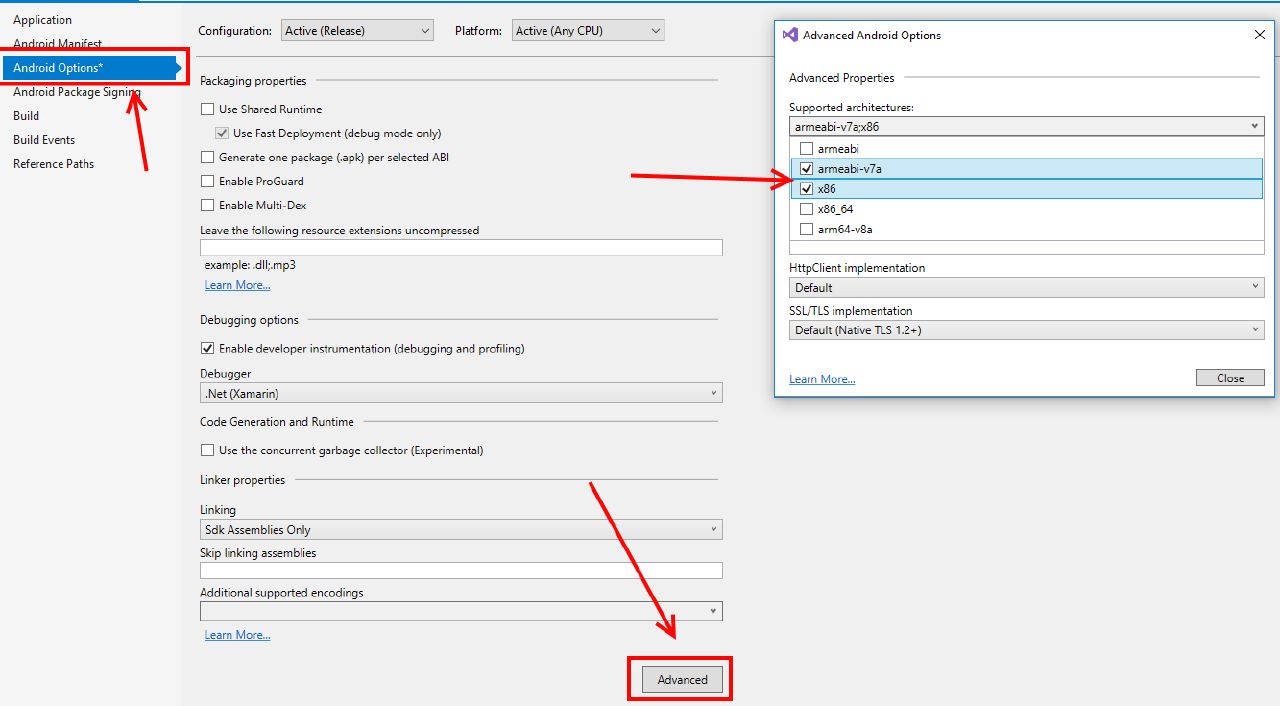 Application
Android Manifest
Android Options*
Android Package Signing
Build
Build Events
Reference Paths
Configuration: Active (Release) Platform: Active (Any CPU)
Packaging properties
Use Shared Runtime
Use Fast Deployment (debug mode only)
Generate one package (.apk) per selected ABI
Enable ProGuard
Enable Multi-Dex
Leave the following resource extensions uncompressed
example: .dll;.mp3
Learn More...
Debugging options
Enable developer instrumentation (debugging and profiling)
Debugger
.Net (Xamarin)
Code Generation and Runtime
Use the concurrent garbage collector (Experimental)
Linker properties
Linking
Sdk Assemblies Only
Skip linking assemblies
Additional supported encodings
Learn More...
Advanced
Advanced Android Options
Advanced Properties
Supported architectures:
armeabi-v7a;x86
armeabi
armeabi-v7a
x86
x86_64
arm64-v8a
HttpClient implementation
Default
SSL/TLS implementation
Default (Native TLS 1.2+)
Learn More...
Close